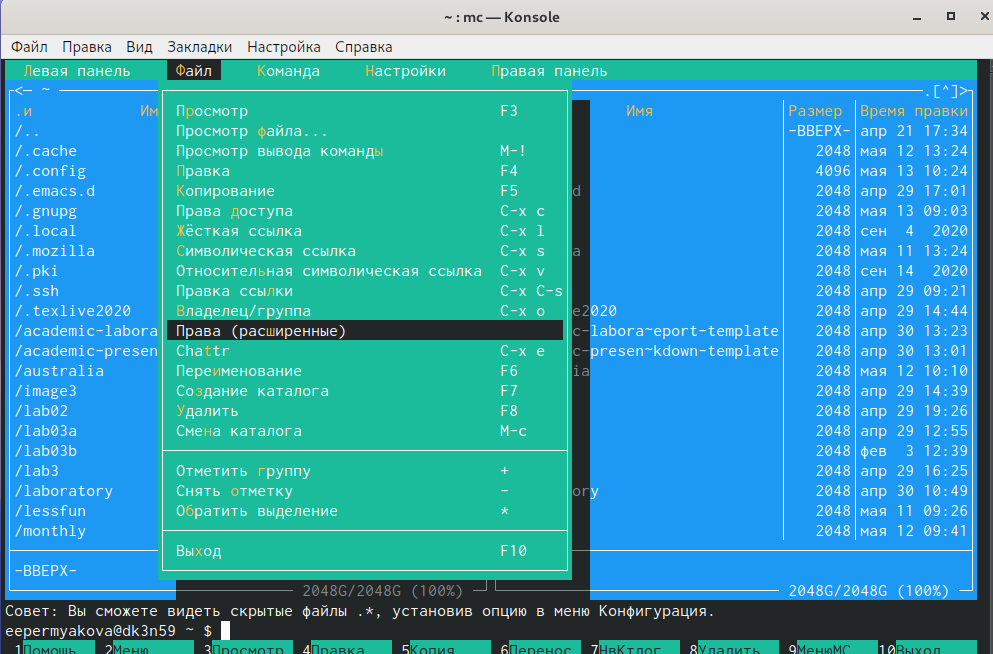 ~ : mc — Konsole
Файл Правка Вид Закладки Настройка Справка
Левая панель Файл Команда Настройки Правая панель
<— ~ .[^]>
.и Им Имя Размер Время правки
/.. -ВВЕРХ- апр 21 17:34
/.cache 2048 мая 12 13:24
/.config 4096 мая 13 10:24
/.emacs.d d 2048 апр 29 17:01
/.gnupg 2048 мая 13 09:03
/.local 2048 сен 4 2020
/.mozilla a 2048 мая 11 13:24
/.pki 2048 сен 14 2020
/.ssh 2048 апр 29 09:21
/.texlive2020 e2020 2048 апр 29 14:44
/academic-labora c-labora~eport-template 2048 апр 30 13:23
/academic-presen c-presen~kdown-template 2048 апр 30 13:01
/australia ia 2048 мая 12 10:10
/image3 2048 апр 29 14:39
/lab02 2048 апр 29 19:26
/lab03a 2048 апр 29 12:55
/lab03b 2048 фев 3 12:39
/lab3 2048 апр 29 16:25
/laboratory ory 2048 апр 30 10:49
/lessfun 2048 мая 11 09:26
/monthly 2048 мая 12 09:41
-ВВЕРХ-
Просмотр F3
Просмотр файла...
Просмотр вывода команды M-!
Правка F4
Копирование F5
Права доступа C-x c
Жёсткая ссылка C-x l
Символическая ссылка C-x s
Относительная символическая ссылка C-x v
Правка ссылки C-x C-s
Владелец/группа C-x o
Права (расширенные)
Chattr C-x e
Переименование F6
Создание каталога F7
Удалить F8
Смена каталога M-c
Отметить группу +
Снять отметку -
Обратить выделение *
Выход F10
2048G/2048G (100%) 2048G/2048G (100%)
Совет: Вы сможете видеть скрытые файлы .*, установив опцию в меню Конфигурация.
eepermyakova@dk3n59 ~ $
1Помощь 2Меню 3Просмотр 4Правка 5Копия 6Перенос 7НвКтлог 8Удалить 9МенюMC 10Выход